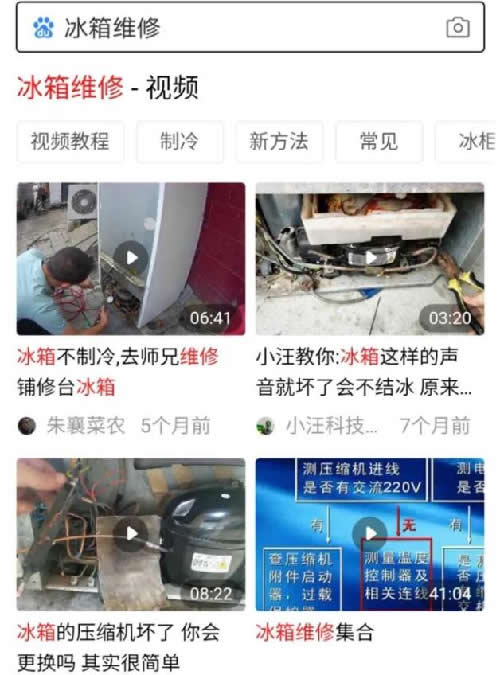 冰箱维修
冰箱维修 - 视频
视频教程 制冷 新方法 常见 冰柜
06:41
03:20
冰箱不制冷,去师兄维修
铺修台冰箱
小汪教你:冰箱这样的声
音就坏了会不结冰 原来...
朱襄菜农 5个月前
小汪科技... 7个月前
08:22
测压缩机进线
是否有交流220V
测电
是否
有
无
有
查压缩机
附件启动
器,过载
测量温度
控制器及
相关连线
41:04
冰箱的压缩机坏了 你会
更换吗 其实很简单
冰箱维修集合